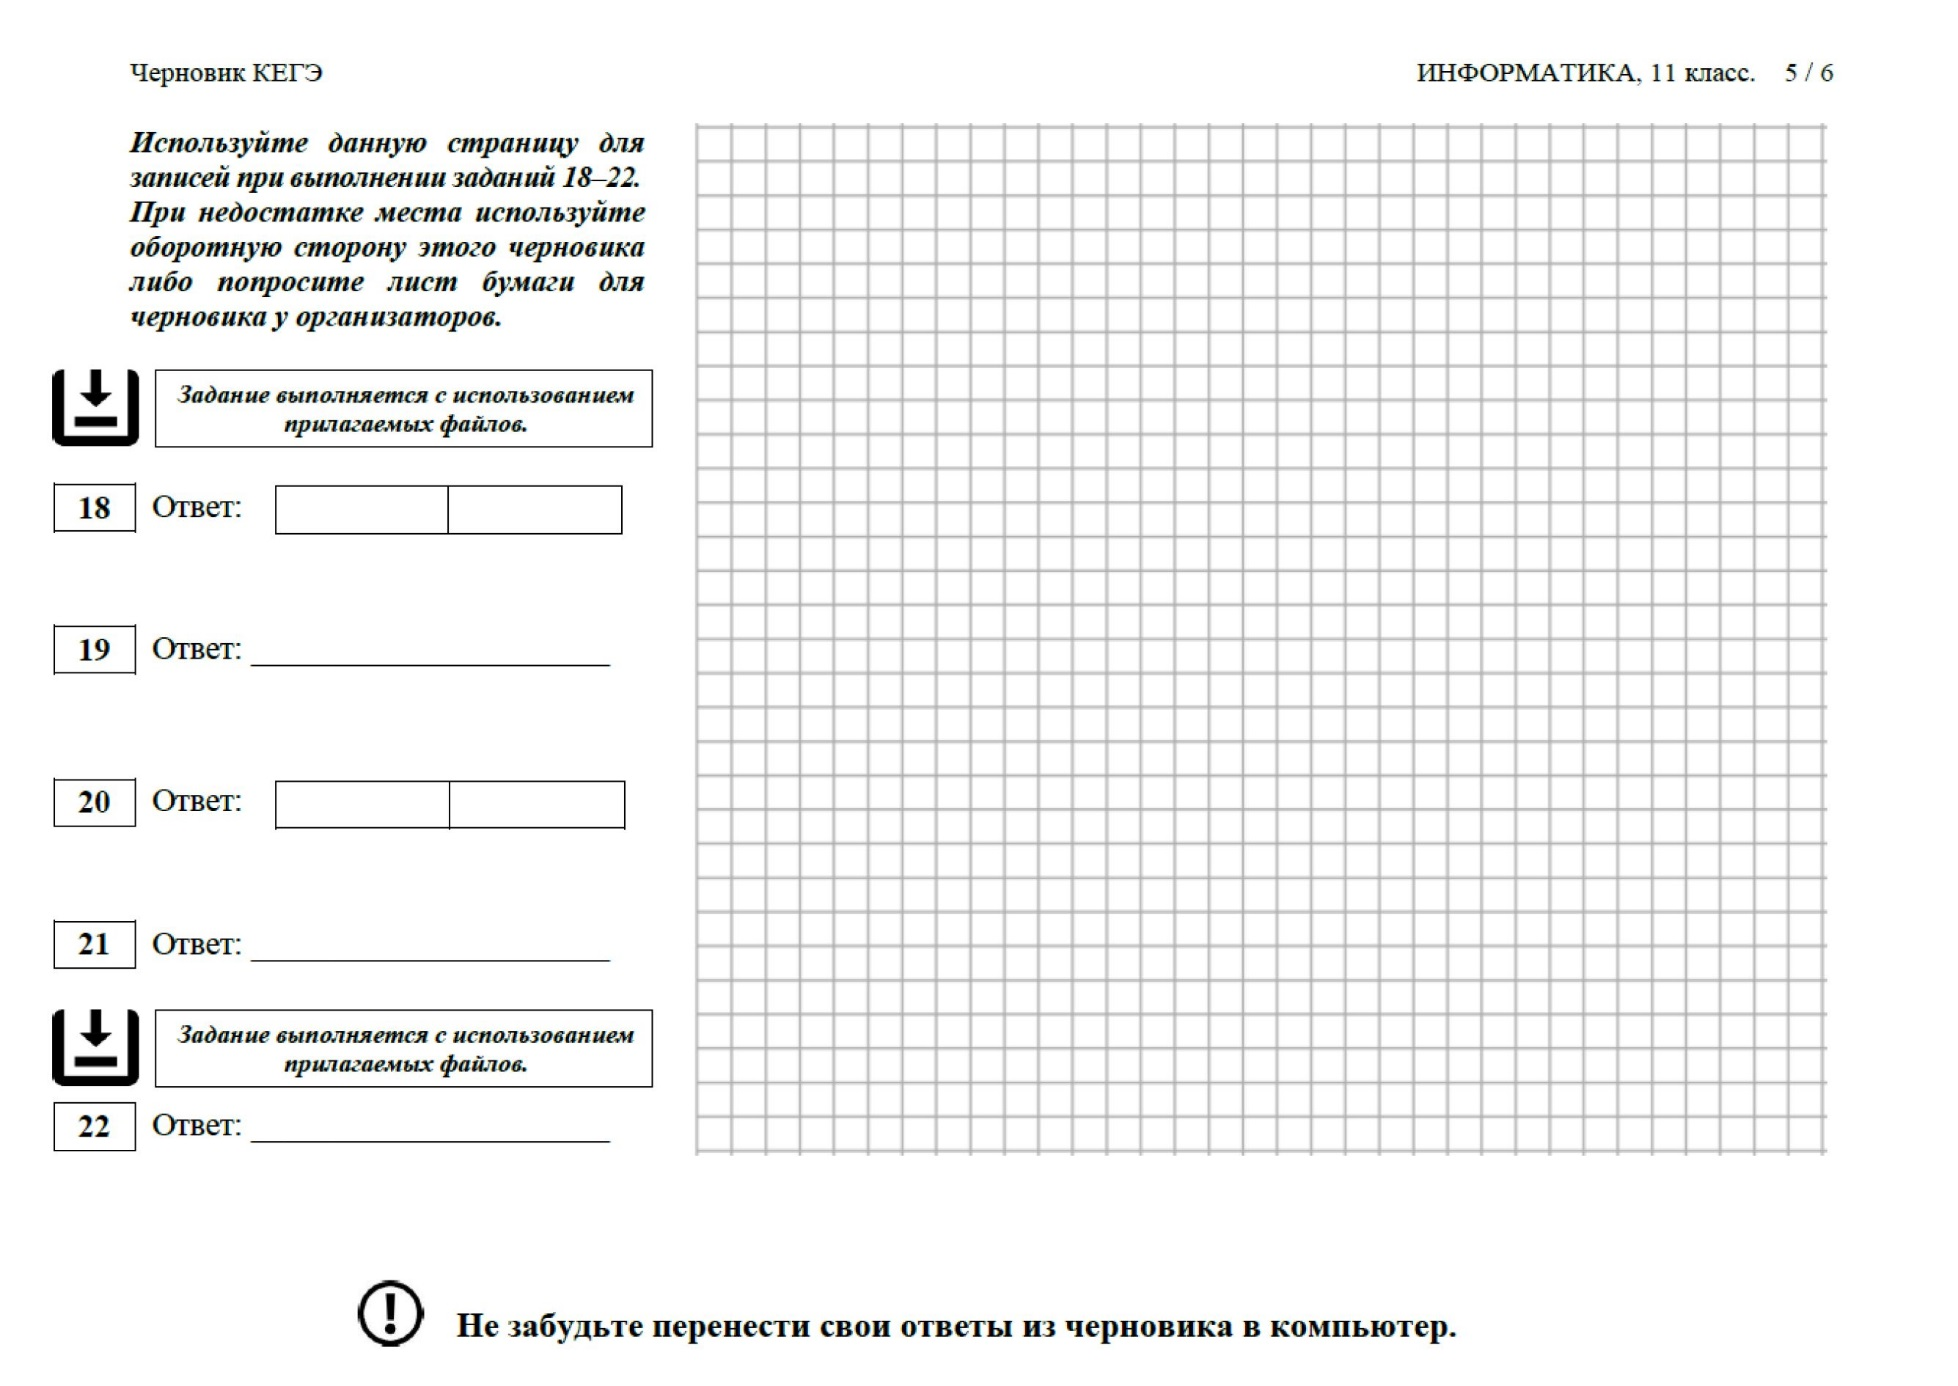 Черновик КЕГЭ
ИНФОРМАТИКА, 11 класс. 5 / 6
Используйте данную страницу для
записей при выполнении заданий 18–22.
При недостатке места используйте
оборотную сторону этого черновика
либо попросите лист бумаги для
черновика у организаторов.
Задание выполняется с использованием
прилагаемых файлов.
18 Ответ:
19 Ответ:
20 Ответ:
21 Ответ:
Задание выполняется с использованием
прилагаемых файлов.
22 Ответ:
Не забудьте перенести свои ответы из черновика в компьютер.